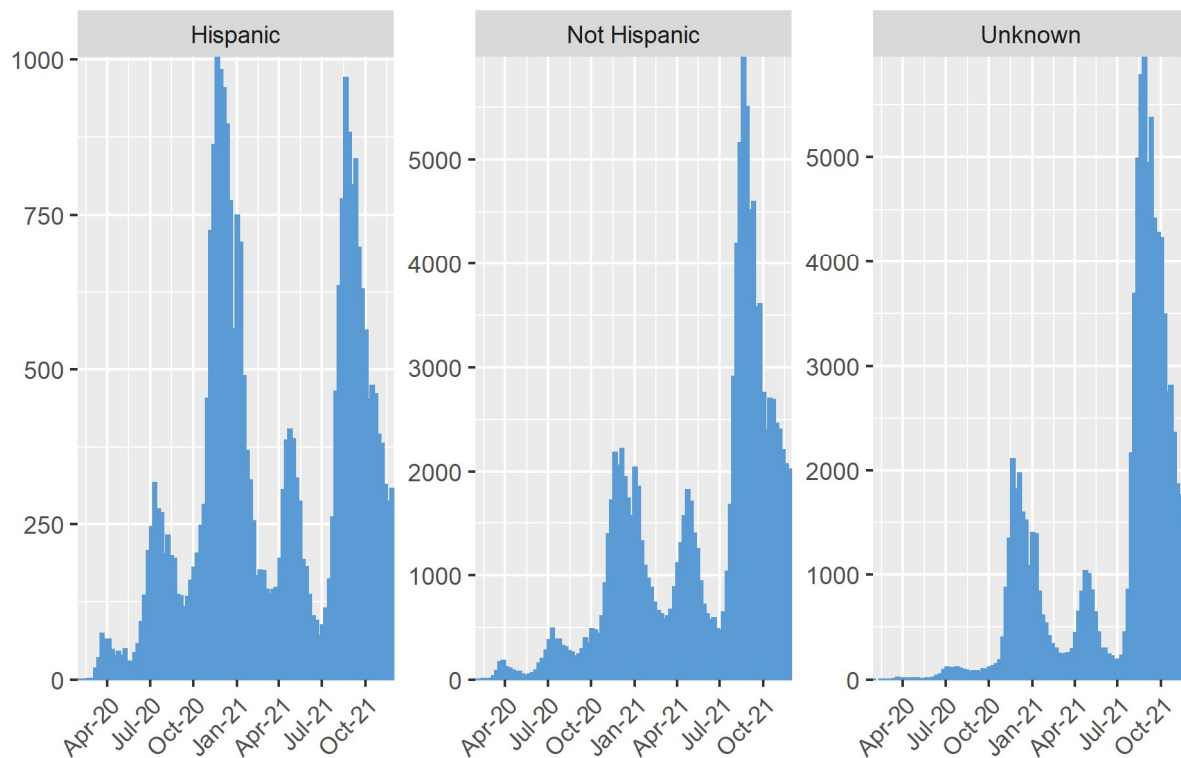 Hispanic
Not Hispanic
Unknown
1000
750
500
250
0
5000
4000
3000
2000
1000
0
5000
4000
3000
2000
1000
0
Apr-20
Jul-20
Oct-20
Jan-21
Apr-21
Jul-21
Oct-21
Apr-20
Jul-20
Oct-20
Jan-21
Apr-21
Jul-21
Oct-21
Apr-20
Jul-20
Oct-20
Jan-21
Apr-21
Jul-21
Oct-21